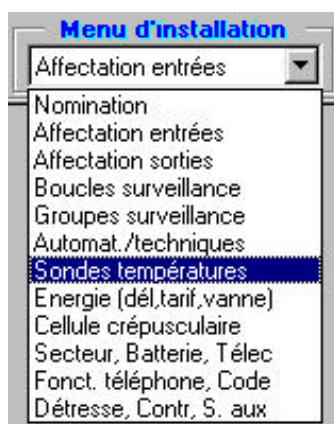 Menu d'installation
Affectation entrées
Nomination
Affectation entrées
Affectation sorties
Boucles surveillance
Groupes surveillance
Automat./techniques
Sondes températures
Energie (dél,tarif,vanne)
Cellule crépusculaire
Secteur, Batterie, Télec
Fonct. téléphone, Code
Détresse, Contr, S. aux